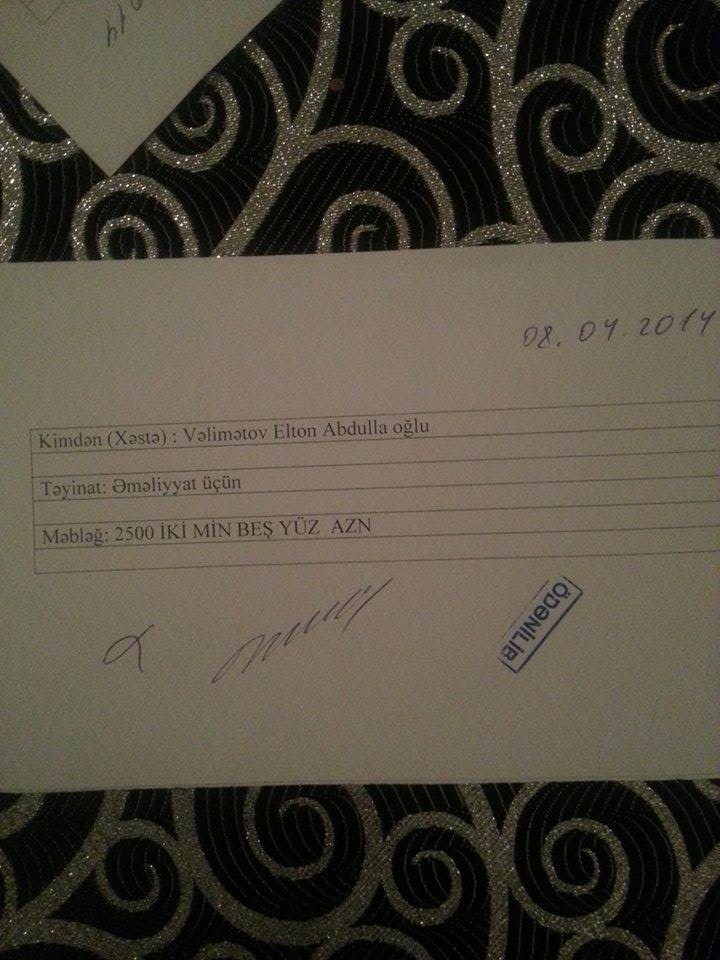 14
08.04.2014
Kimdən (Xəstə) : Vəlimətov Elton Abdulla oğlu
Təyinat: Əməliyyat üçün
Məbləğ: 2500 İKİ MİN BEŞ YÜZ AZN
ÖDƏNİLİB